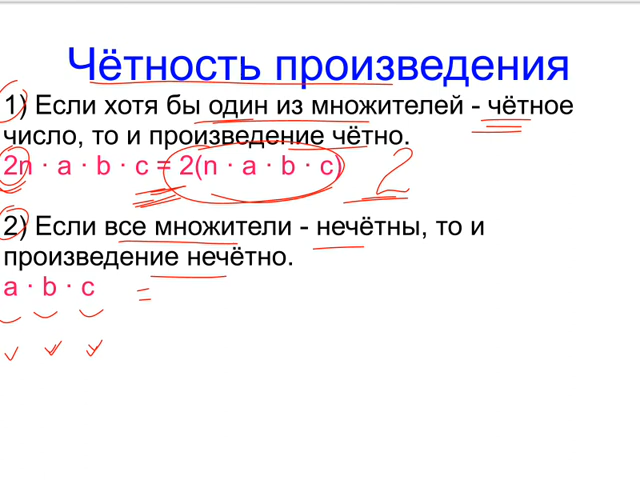 Чётность произведения
1) Если хотя бы один из множителей - чётное
число, то и произведение чётно.
2n · a · b · c = 2(n · a · b · c) 2
2) Если все множители - нечётны, то и
произведение нечётно.
a · b · c =